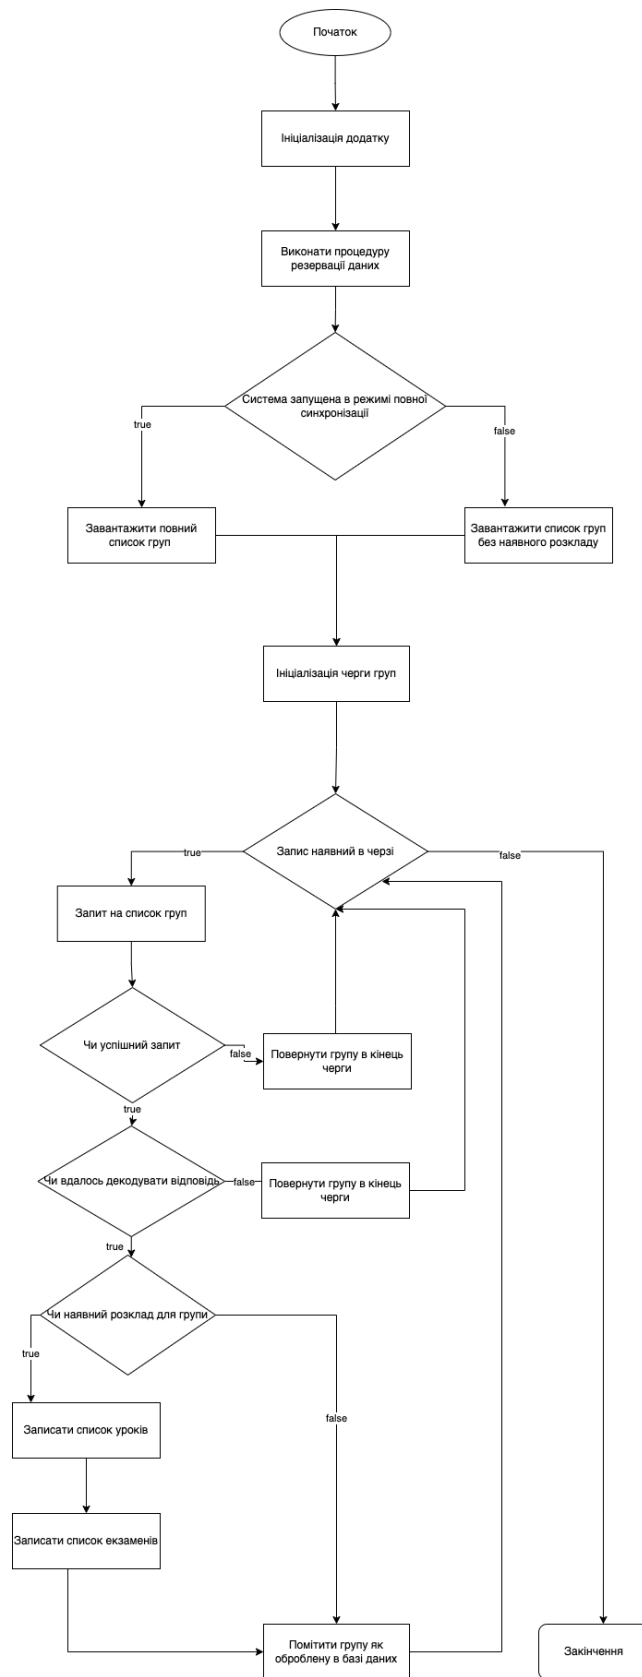 Початок
Ініціалізація додатку
Виконати процедуру
резервації даних
Система запущена в режимі повної
синхронізації
true
false
Завантажити повний
список груп
Завантажити список груп
без наявного розкладу
Ініціалізація черги груп
Запис наявний в черзі
true
false
Запит на список груп
Чи успішний запит
false
Повернути групу в кінець
черги
true
Чи вдалось декодувати відповідь
false
Повернути групу в кінець
черги
true
Чи наявний розклад для групи
true
false
Записати список уроків
Записати список екзаменів
Помітити групу як
оброблену в базі даних
Закінчення